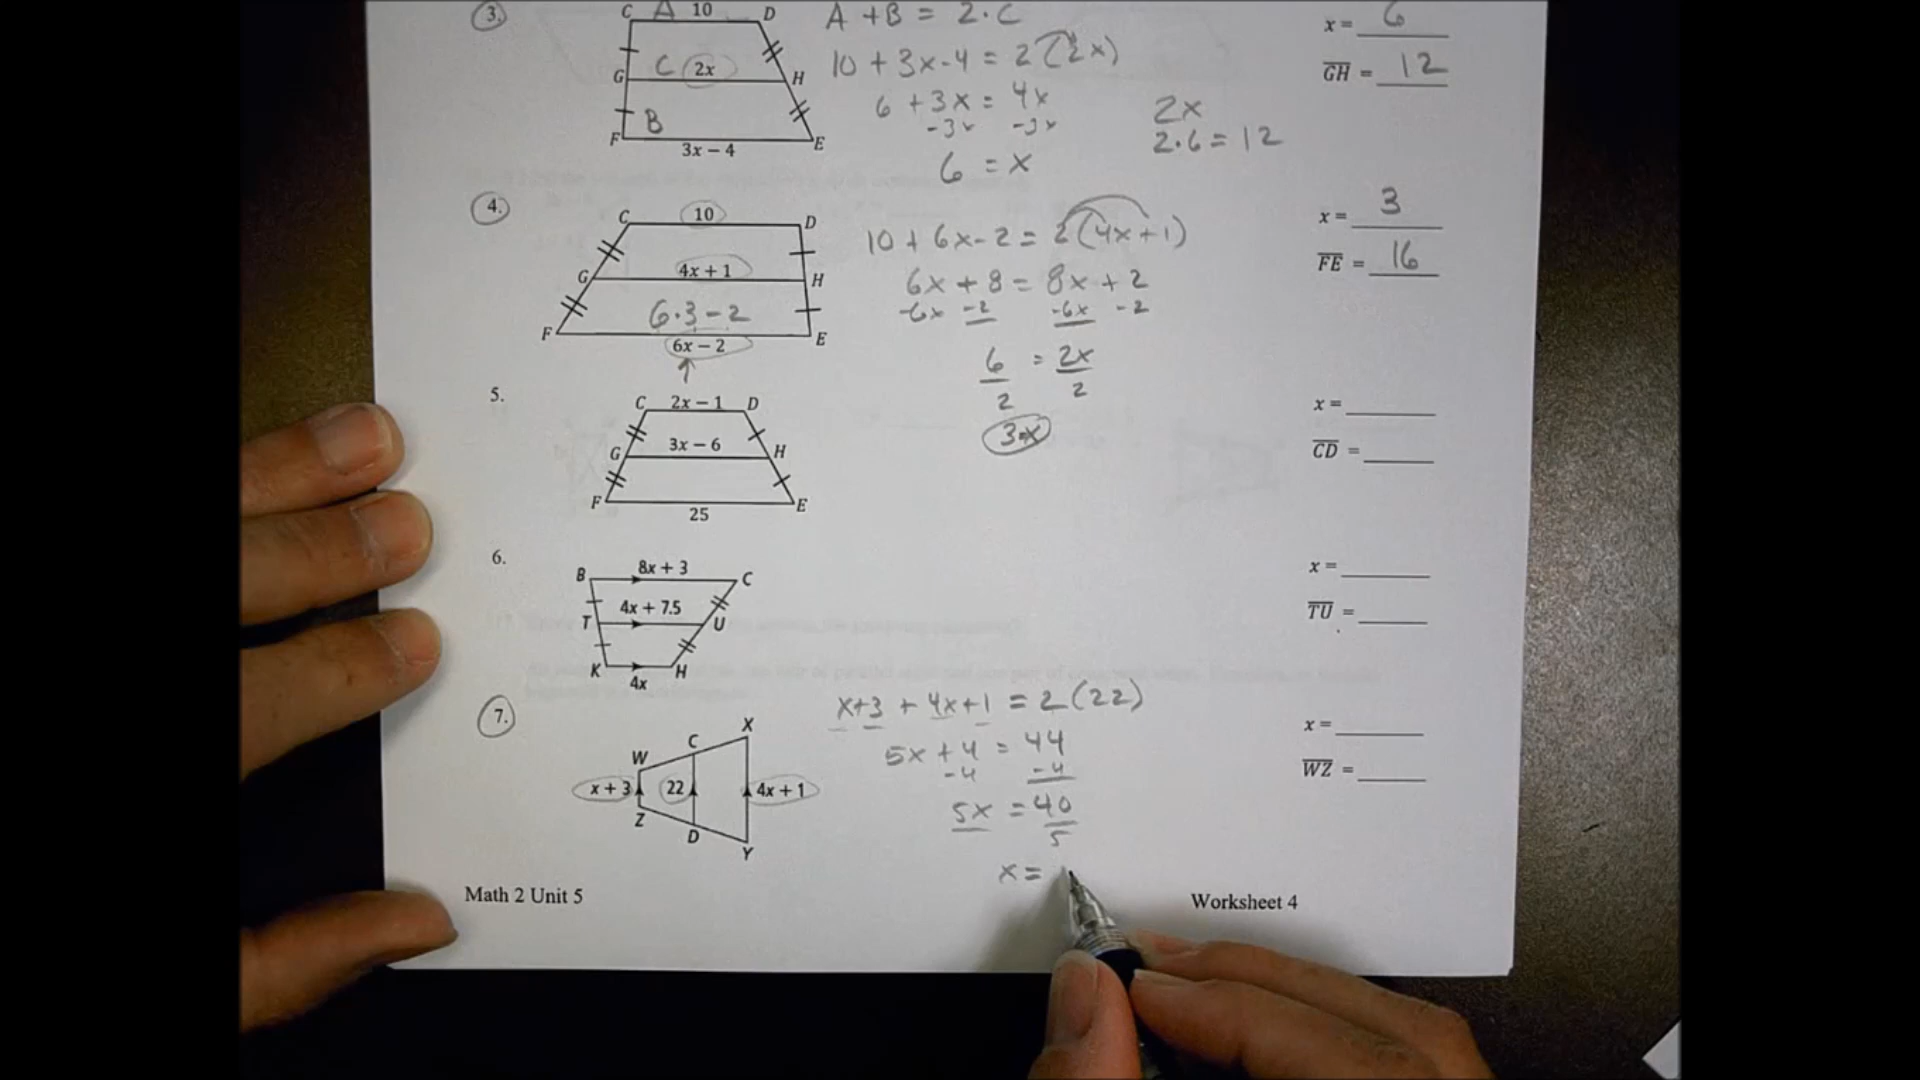 3.
C A 10 D
G C 2x H
B
F E
3x – 4
A + B = 2 · C
10 + 3x - 4 = 2 (2x)
6 + 3x = 4x
-3x -3x
6 = x
2x
2·6 = 12
x = 6
GH = 12
4.
C 10 D
G 4x + 1 H
6·3 - 2
F E
6x – 2
10 + 6x - 2 = 2(4x + 1)
6x + 8 = 8x + 2
-6x -2 -6x -2
6 = 2x
2 2
3 = x
x = 3
FE = 16
5.
C 2x – 1 D
G 3x – 6 H
F E
25
x =
CD =
6.
B 8x + 3 C
T 4x + 7.5 U
K H
4x
x =
TU =
7.
X
W C
x + 3 22 4x + 1
Z D
Y
x+3 + 4x+1 = 2(22)
5x + 4 = 44
-4 -4
5x = 40
5
x =
x =
WZ =
Math 2 Unit 5 Worksheet 4